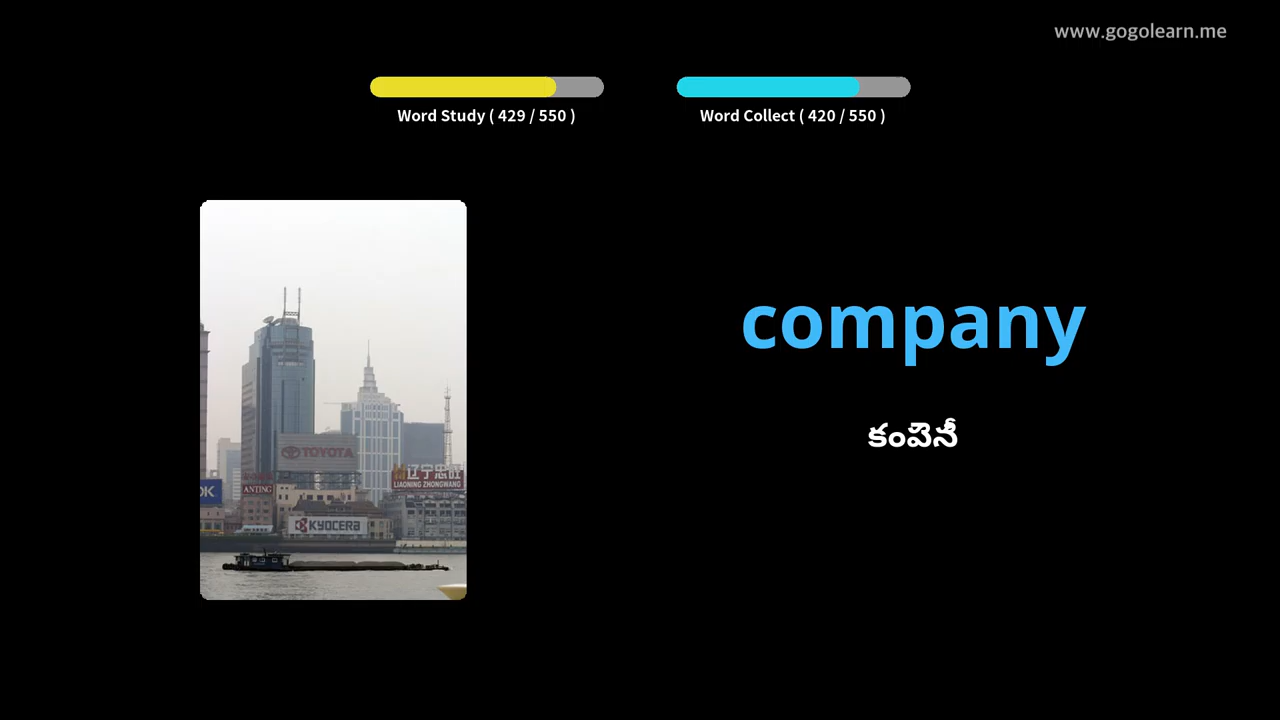 www.gogolearn.me
Word Study ( 429 / 550 )
Word Collect ( 420 / 550 )
company
కంపెనీ
TOYOTA
辽宁忠旺
LIAONING ZHONGWANG
OK
ANTING
KYOCERA